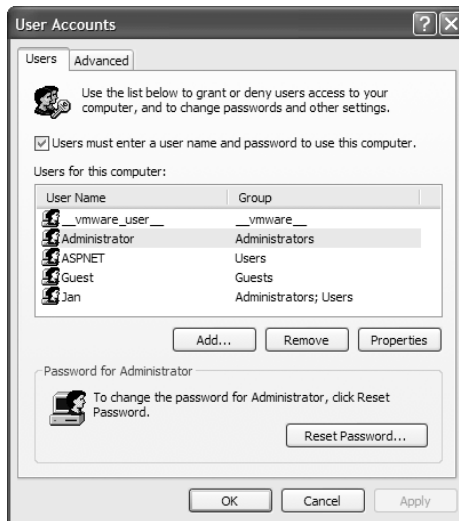 User Accounts
Users
Advanced
Use the list below to grant or deny users access to your
computer, and to change passwords and other settings.
Users must enter a user name and password to use this computer.
Users for this computer:
User Name Group
__vmware_user__ __vmware__
Administrator Administrators
ASPNET Users
Guest Guests
Jan Administrators; Users
Add... Remove Properties
Password for Administrator
To change the password for Administrator, click Reset
Password.
Reset Password...
OK Cancel Apply